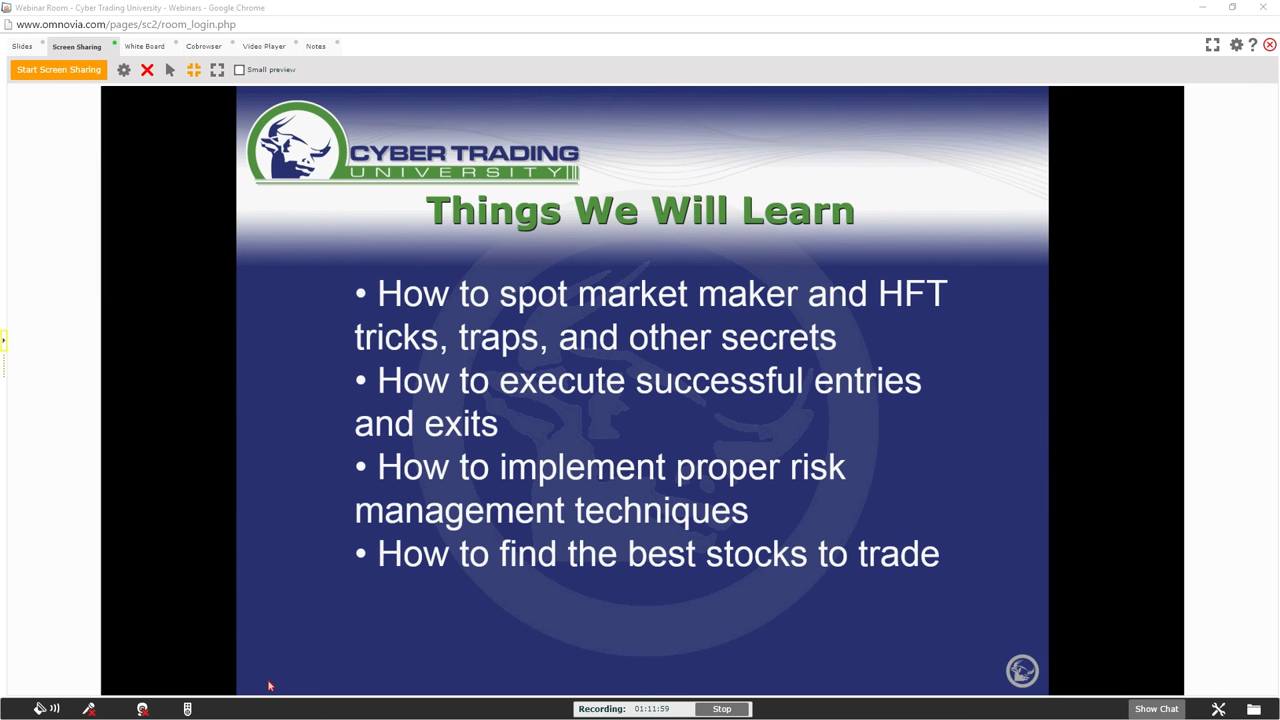 Webinar Room - Cyber Trading University - Webinars - Google Chrome
www.omnovia.com/pages/sc2/room_login.php
Slides Screen Sharing White Board Cobrowser Video Player Notes
Start Screen Sharing Small preview
CYBER TRADING
UNIVERSITY
Things We Will Learn
• How to spot market maker and HFT
tricks, traps, and other secrets
• How to execute successful entries
and exits
• How to implement proper risk
management techniques
• How to find the best stocks to trade
Recording: 01:11:59 Stop Show Chat